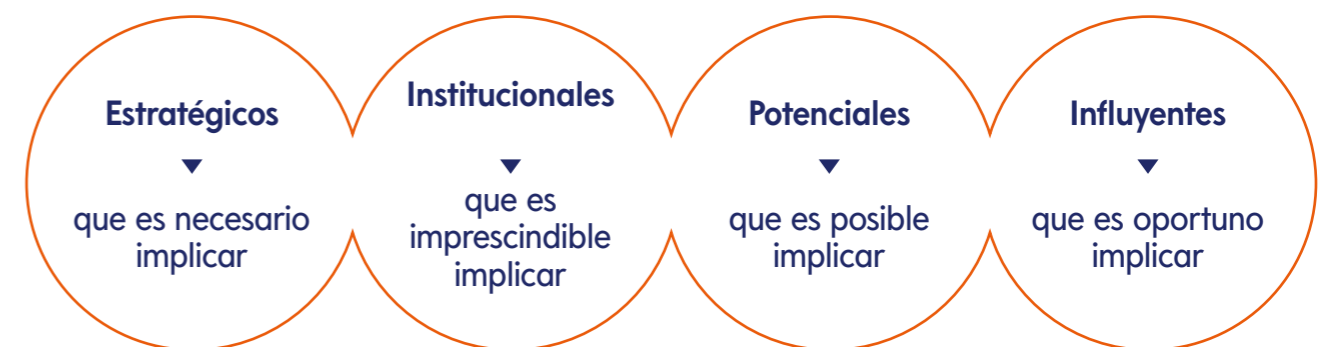 Estratégicos
que es necesario
implicar
Institucionales
que es
imprescindible
implicar
Potenciales
que es posible
implicar
Influyentes
que es oportuno
implicar